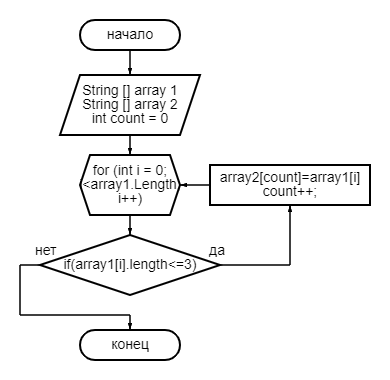 начало
String [] array 1
String [] array 2
int count = 0
for (int i = 0;
<array1.Length
i++)
array2[count]=array1[i]
count++;
нет
да
if(array1[i].length<=3)
конец